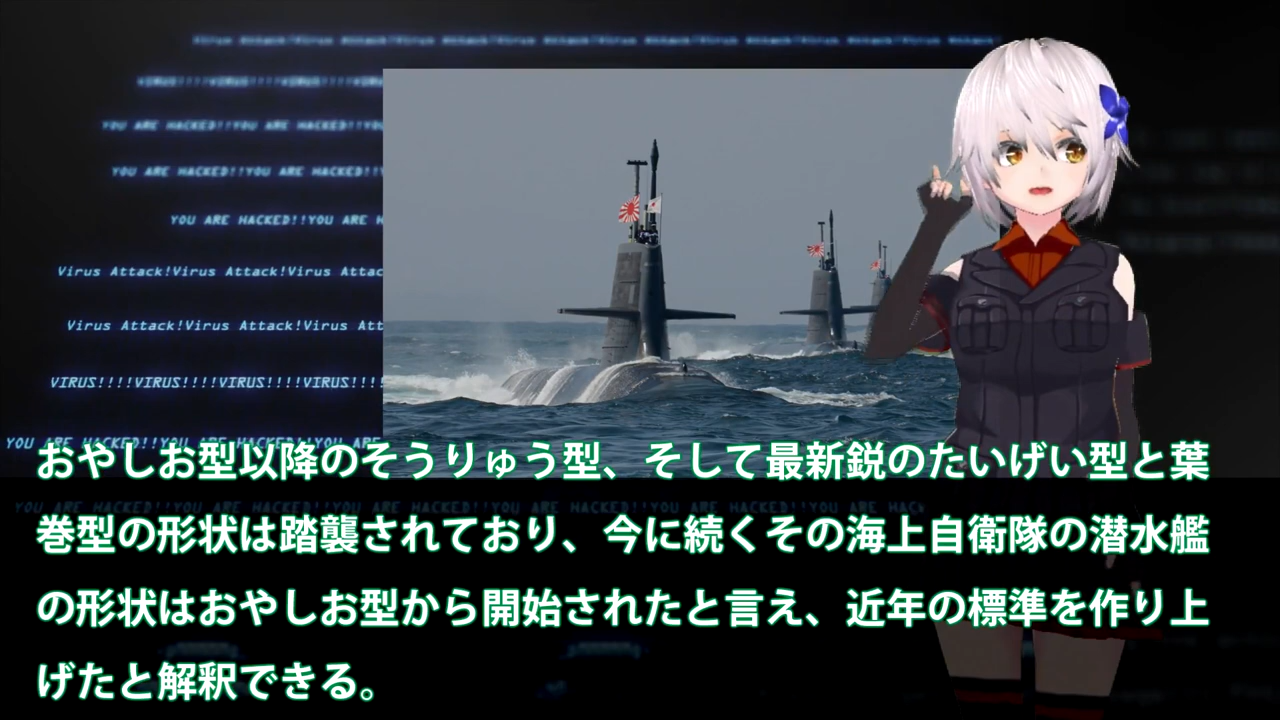 Virus Attack!Virus Attack!Virus Attack!Virus Attack!Virus Attack!Virus Attack!Virus Attack!Virus Attack!
VIRUS!!!!VIRUS!!!!VIRUS!!!!
YOU ARE HACKED!!YOU ARE HACKED!!YOU
YOU ARE HACKED!!YOU ARE HACKED!!
YOU ARE HACKED!!YOU ARE H
Virus Attack!Virus Attack!Virus Attac
Virus Attack!Virus Attack!Virus Att
VIRUS!!!!VIRUS!!!!VIRUS!!!!VIRUS!!!!
YOU ARE HACKED!!YOU ARE HACKED!!YOU ARE
おやしお型以降のそうりゅう型、そして最新鋭のたいげい型と葉
巻型の形状は踏襲されており、今に続くその海上自衛隊の潜水艦
の形状はおやしお型から開始されたと言え、近年の標準を作り上
げたと解釈できる。